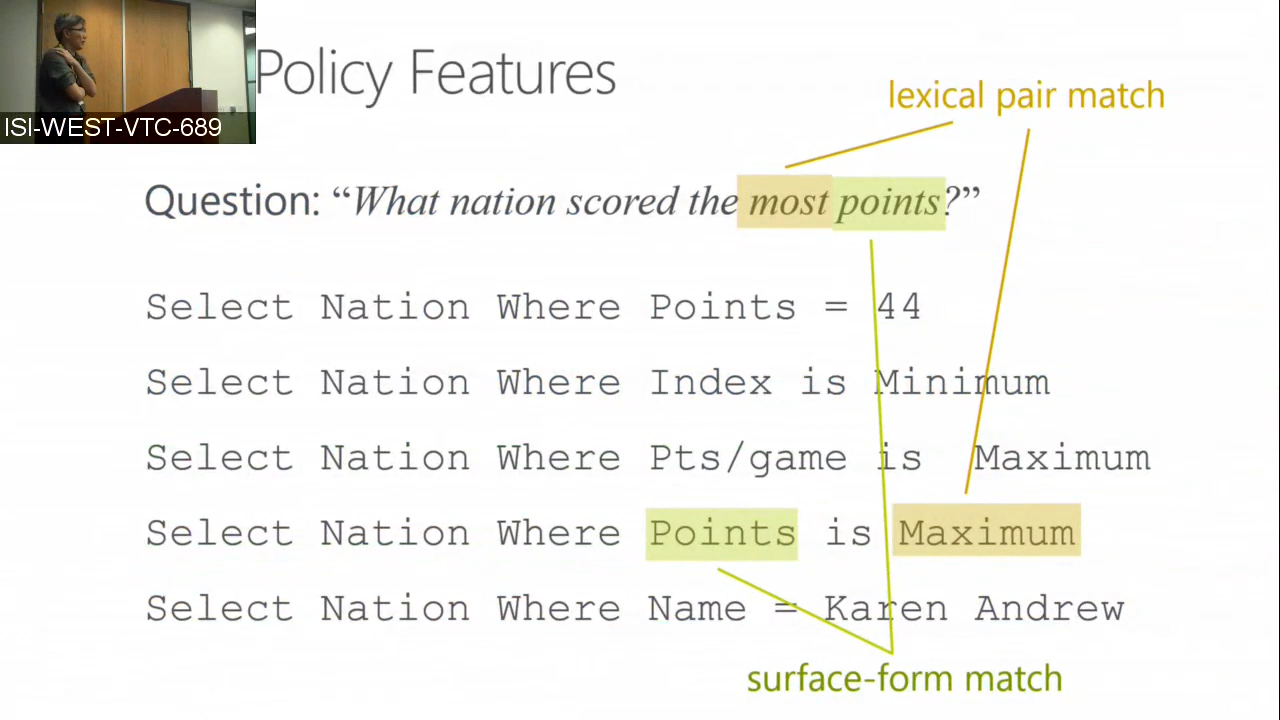 Policy Features
ISI-WEST-VTC-689
lexical pair match
Question: “What nation scored the most points?”
Select Nation Where Points = 44
Select Nation Where Index is Minimum
Select Nation Where Pts/game is Maximum
Select Nation Where Points is Maximum
Select Nation Where Name = Karen Andrew
surface-form match